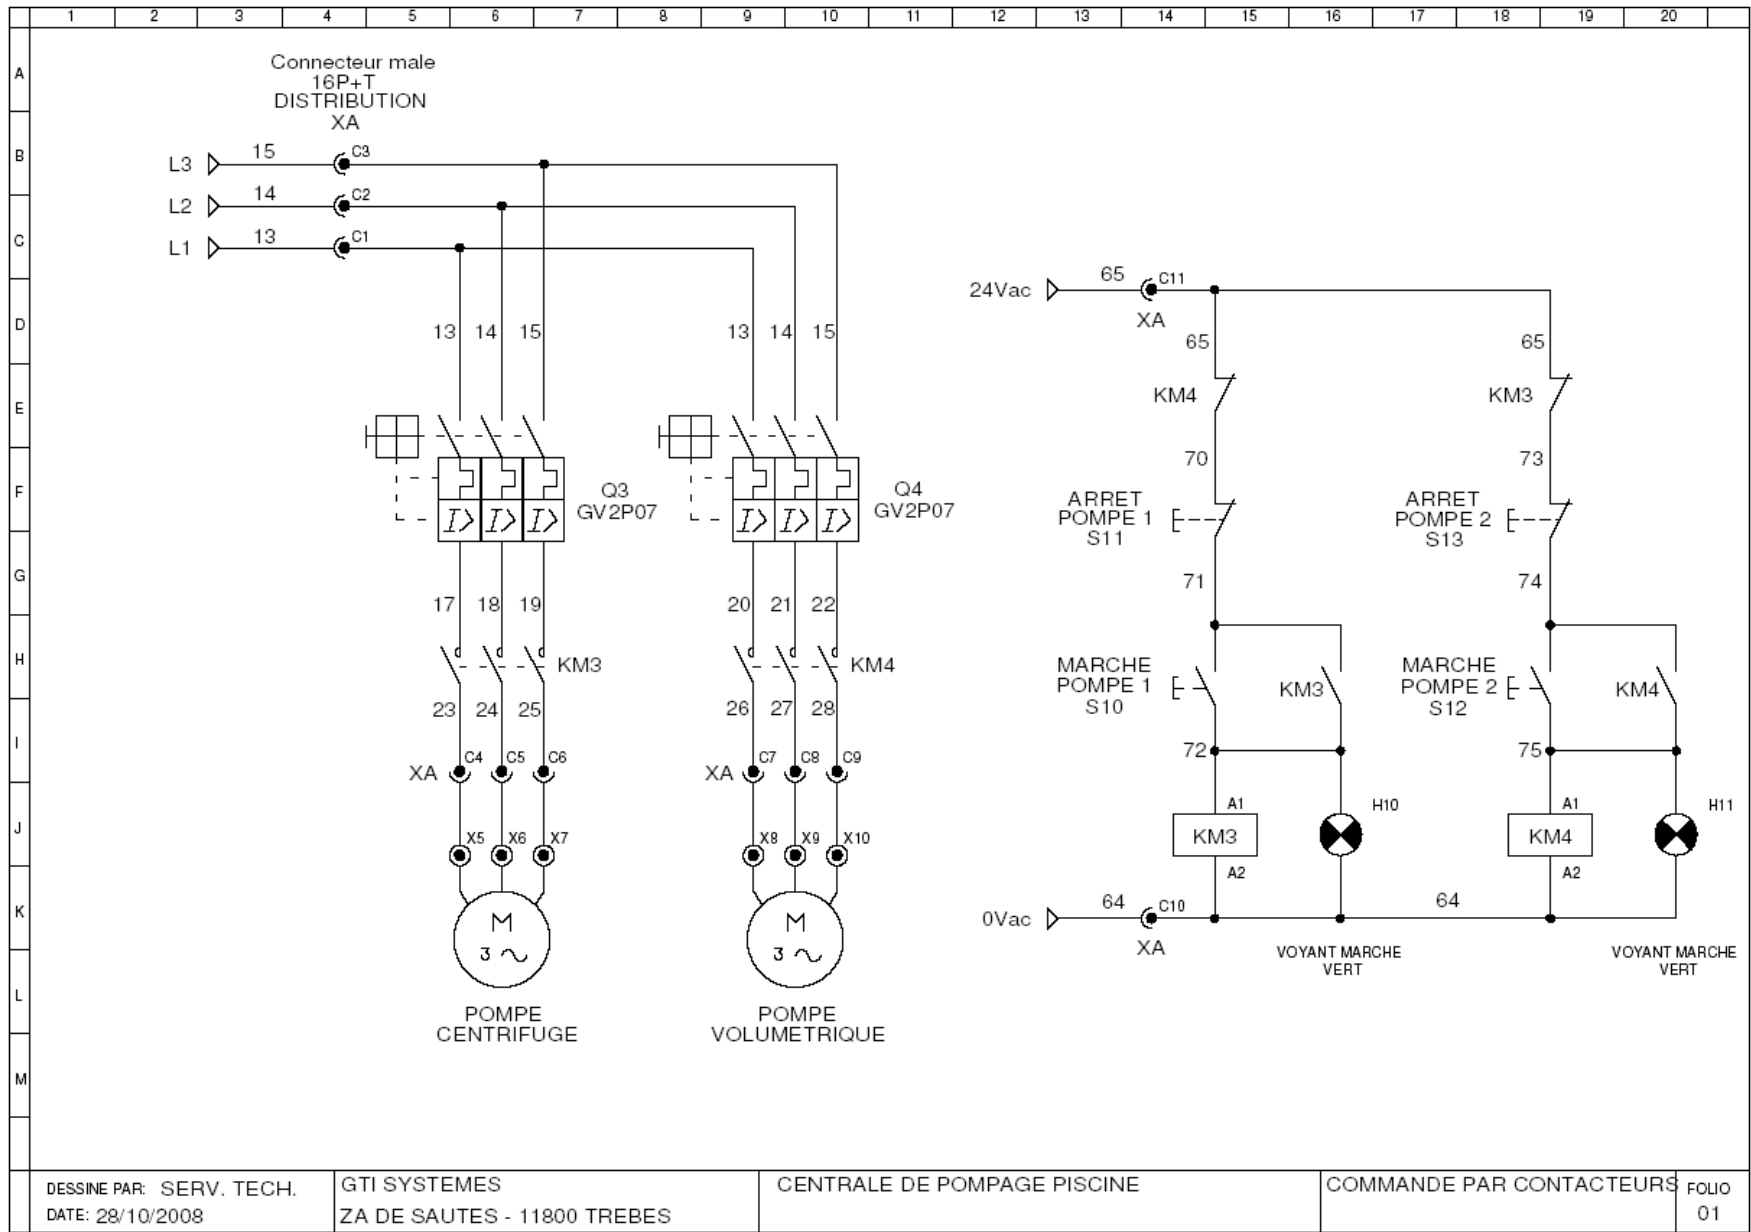 1 2 3 4 5 6 7 8 9 10 11 12 13 14 15 16 17 18 19 20
A
B
C
D
E
F
G
H
I
J
K
L
M
Connecteur male
16P+T
DISTRIBUTION
XA
L3 15 C3
L2 14 C2
L1 13 C1
13 14 15
13 14 15
Q3
GV2P07
Q4
GV2P07
17 18 19
20 21 22
KM3
KM4
23 24 25
26 27 28
XA C4 C5 C6
XA C7 C8 C9
X5 X6 X7
X8 X9 X10
M
3
M
3
POMPE
CENTRIFUGE
POMPE
VOLUMETRIQUE
24Vac 65 C11
XA
65
KM4
70
ARRET
POMPE 1
S11
71
MARCHE
POMPE 1
S10
KM3
72
A1
KM3
A2
H10
65
KM3
73
ARRET
POMPE 2
S13
74
MARCHE
POMPE 2
S12
KM4
75
A1
KM4
A2
H11
0Vac 64 C10
XA
64
VOYANT MARCHE
VERT
VOYANT MARCHE
VERT
DESSINE PAR: SERV. TECH.
DATE: 28/10/2008
GTI SYSTEMES
ZA DE SAUTES - 11800 TREBES
CENTRALE DE POMPAGE PISCINE
COMMANDE PAR CONTACTEURS
FOLIO
01